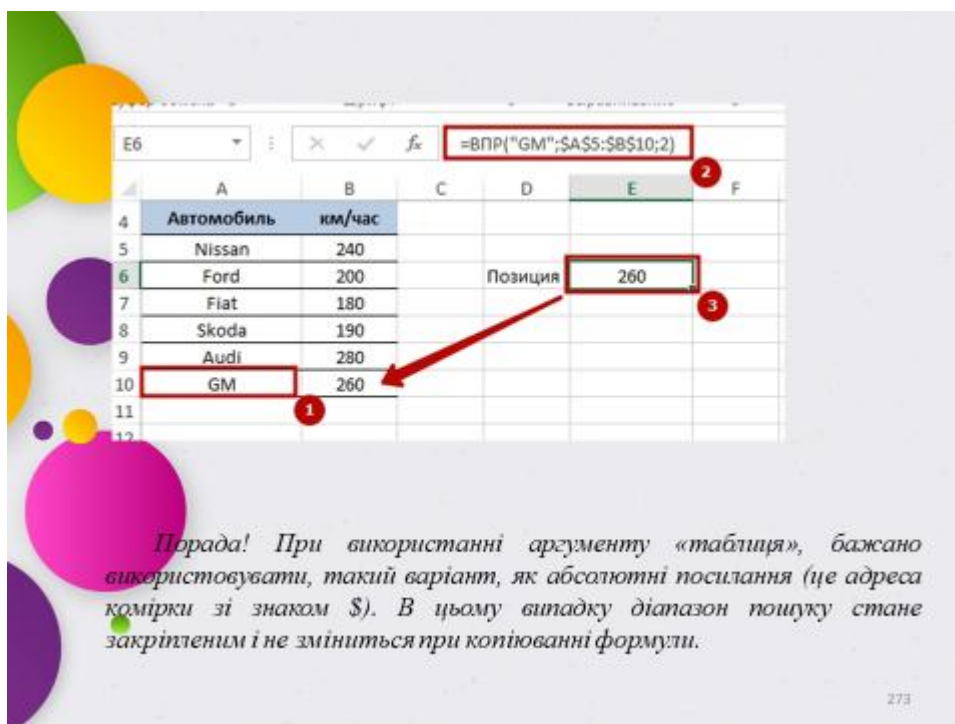 E6 fx =ВПР("GM";$A$5:$B$10;2)
2
A B C D E F
4 Автомобиль км/час
5 Nissan 240
6 Ford 200 Позиция 260
7 Fiat 180 3
8 Skoda 190
9 Audi 280
10 GM 260
11 1
12
Порада! При використанні аргументу «таблиця», бажано
використовувати, такий варіант, як абсолютні посилання (це адреса
комірки зі знаком $). В цьому випадку діапазон пошуку стане
закріпленим і не зміниться при копіюванні формули.
273